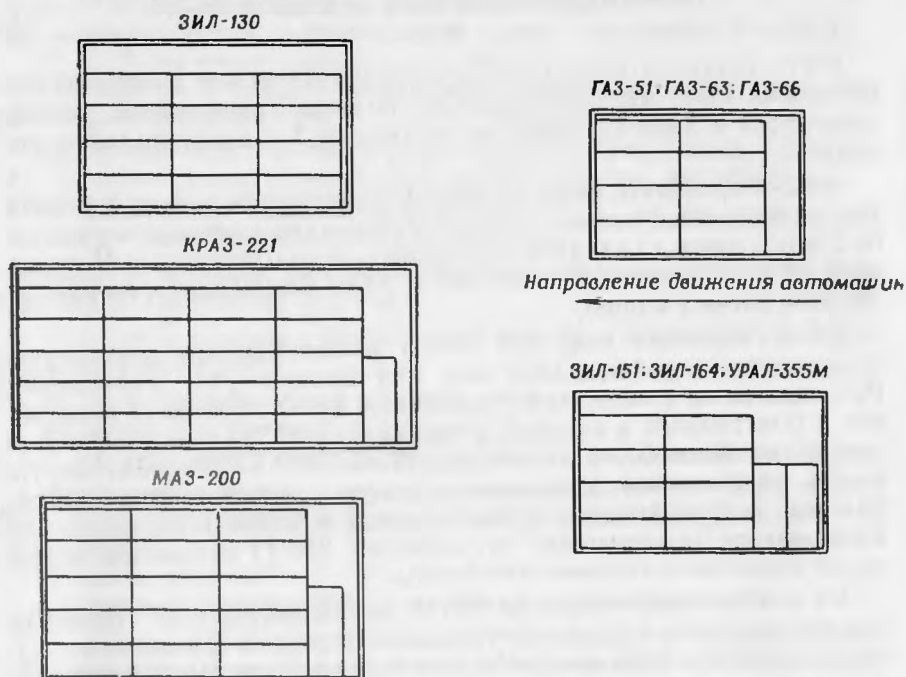 ЗИЛ-130
ГАЗ-51; ГАЗ-63; ГАЗ-66
КРАЗ-221
Направление движения автомашин
ЗИЛ-151; ЗИЛ-164; УРАЛ-355М
МАЗ-200